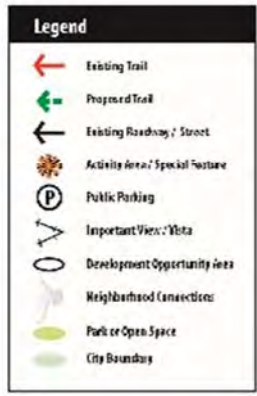 Legend
Existing Trail
Proposed Trail
Existing Roadway / Street
Activity Area / Special Feature
P
Public Parking
Important View / Vista
Development Opportunity Area
Neighborhood Connections
Park or Open Space
City Boundary